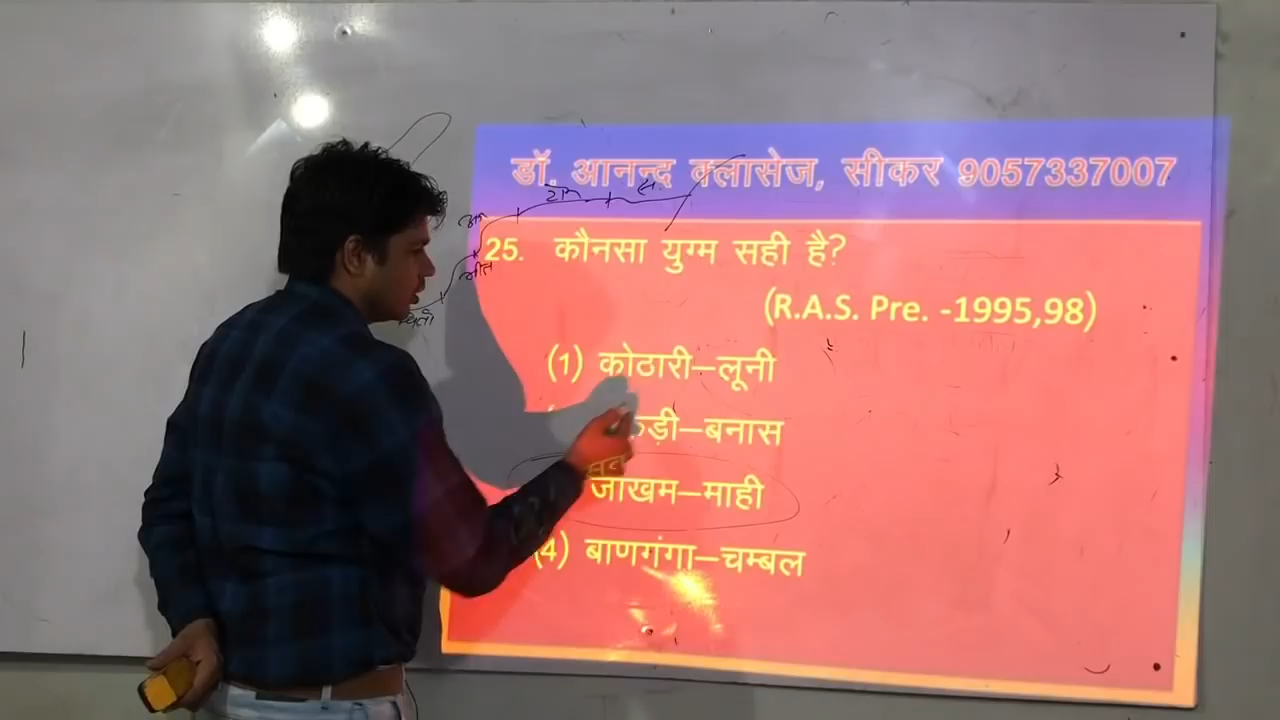 डॉ. आनन्द क्लासेज, सीकर 9057337007
25. कौनसा युग्म सही है?
(R.A.S. Pre. -1995,98)
(1) कोठारी–लूनी
बनास
जाखम–माही
(4) बाणगंगा–चम्बल